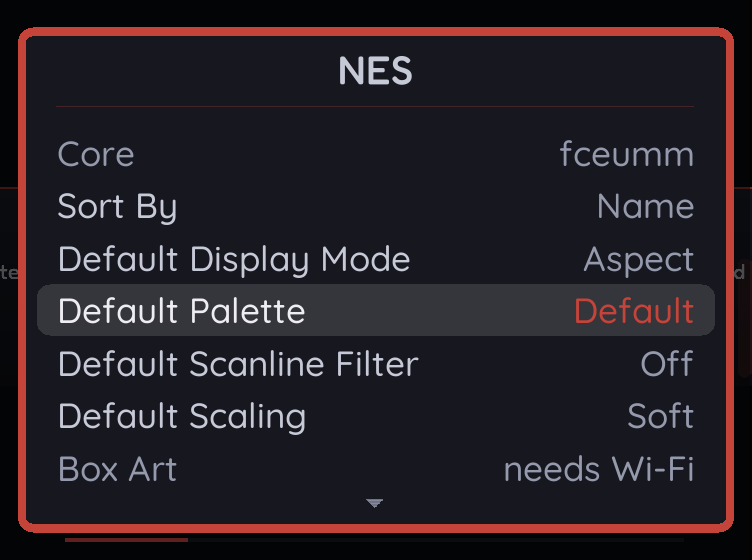 NES
Core fceumm
Sort By Name
Default Display Mode Aspect
te d
Default Palette Default
Default Scanline Filter Off
Default Scaling Soft
Box Art needs Wi-Fi